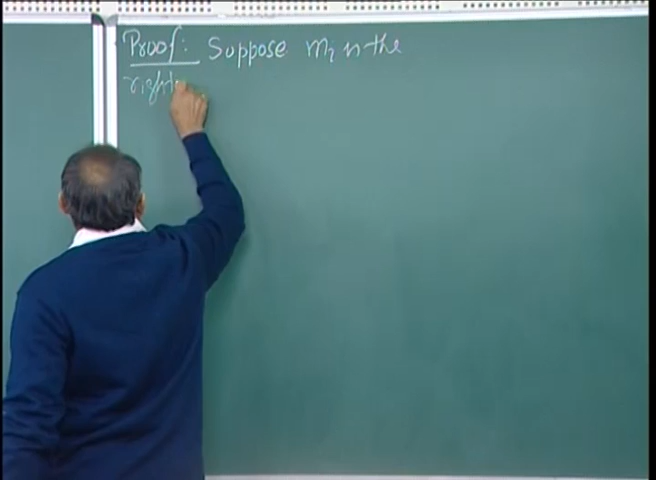 Proof: Suppose m₁ is the
right